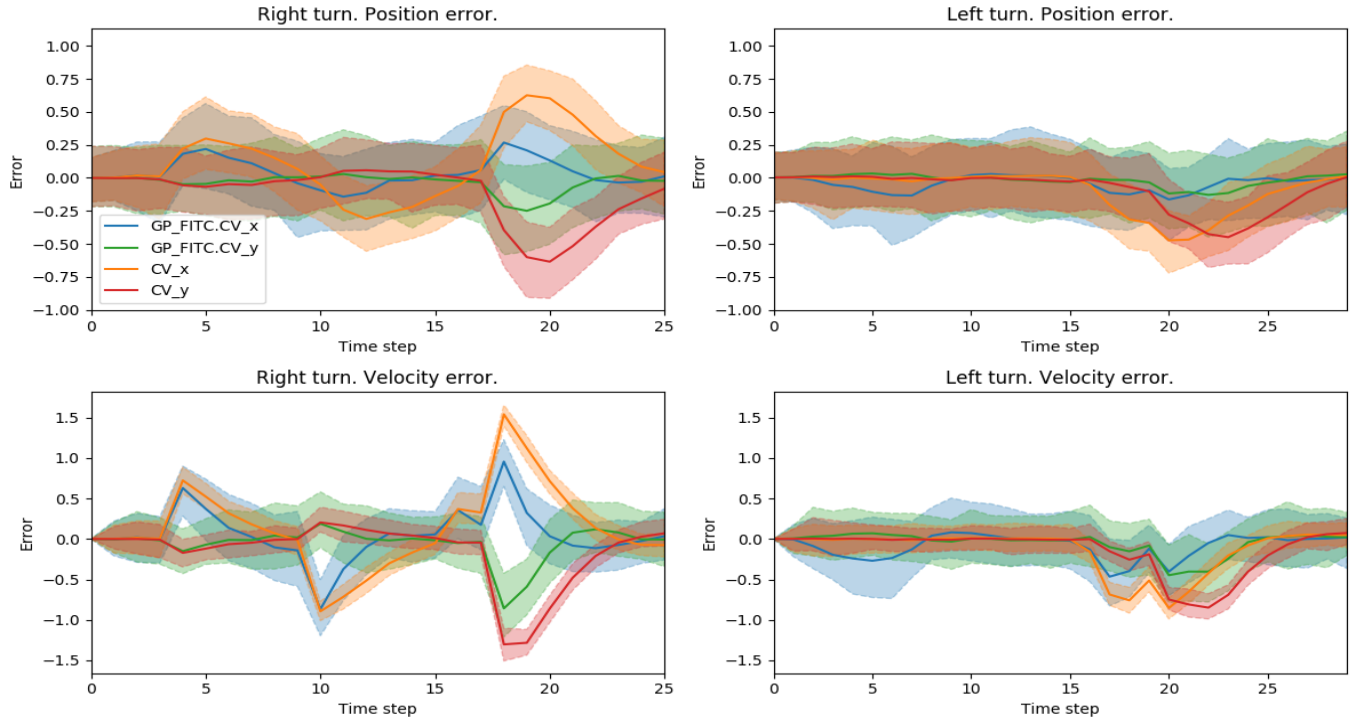 Right turn. Position error.
1.00
0.75
0.50
0.25
0.00
−0.25
−0.50
−0.75
−1.00
Error
GP_FITC.CV_x
GP_FITC.CV_y
CV_x
CV_y
0 5 10 15 20 25
Time step
Left turn. Position error.
1.00
0.75
0.50
0.25
0.00
−0.25
−0.50
−0.75
−1.00
Error
0 5 10 15 20 25
Time step
Right turn. Velocity error.
1.5
1.0
0.5
0.0
−0.5
−1.0
−1.5
Error
0 5 10 15 20 25
Time step
Left turn. Velocity error.
1.5
1.0
0.5
0.0
−0.5
−1.0
−1.5
Error
0 5 10 15 20 25
Time step